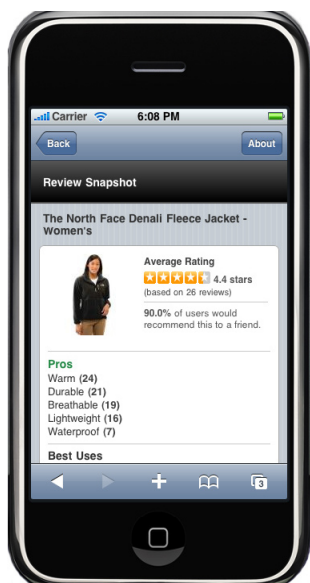 Carrier 6:08 PM
Back About
Review Snapshot
The North Face Denali Fleece Jacket -
Women's
Average Rating
4.4 stars
(based on 26 reviews)
90.0% of users would
recommend this to a friend.
Pros
Warm (24)
Durable (21)
Breathable (19)
Lightweight (16)
Waterproof (7)
Best Uses
3